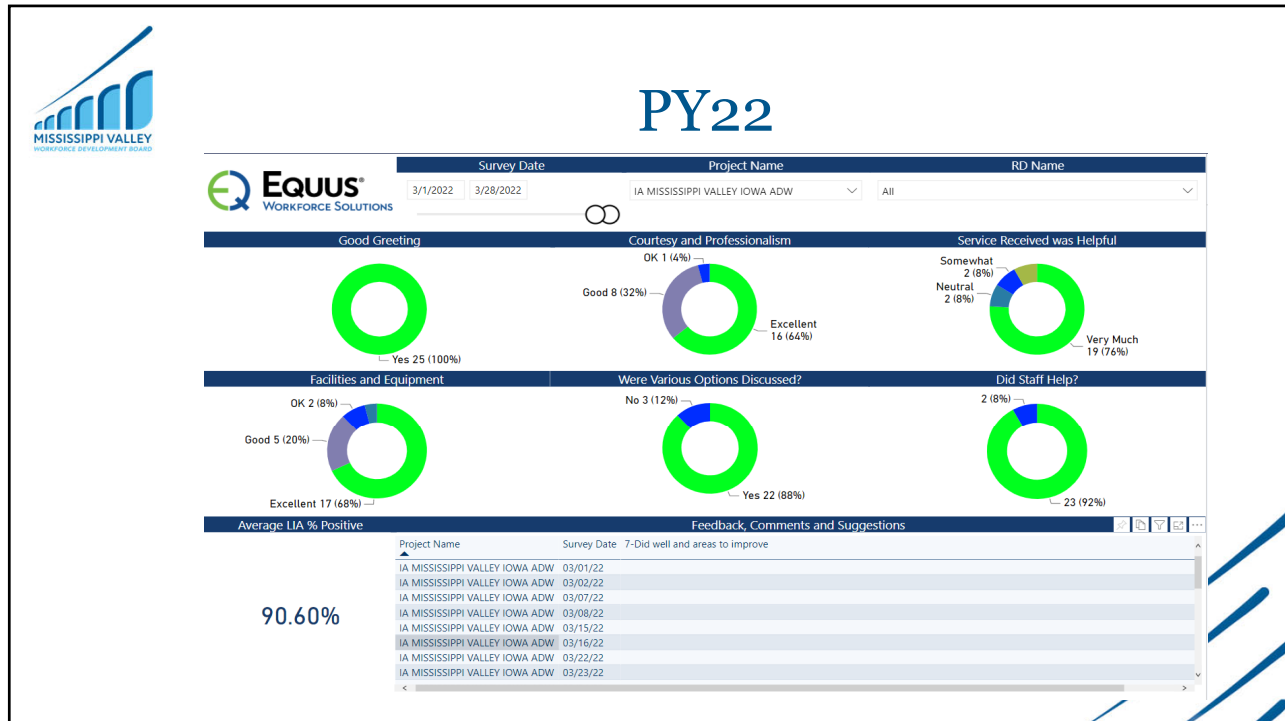 MISSISSIPPI VALLEY
WORKFORCE DEVELOPMENT BOARD
PY22
EQ EQUUS®
WORKFORCE SOLUTIONS
Survey Date
3/1/2022 3/28/2022
Project Name
IA MISSISSIPPI VALLEY IOWA ADW
RD Name
All
Good Greeting
Yes 25 (100%)
Courtesy and Professionalism
OK 1 (4%)
Good 8 (32%)
Excellent
16 (64%)
Service Received was Helpful
Somewhat
2 (8%)
Neutral
2 (8%)
Very Much
19 (76%)
Facilities and Equipment
OK 2 (8%)
Good 5 (20%)
Excellent 17 (68%)
Were Various Options Discussed?
No 3 (12%)
Yes 22 (88%)
Did Staff Help?
2 (8%)
23 (92%)
Average LIA % Positive
90.60%
Feedback, Comments and Suggestions
Project Name Survey Date 7-Did well and areas to improve
IA MISSISSIPPI VALLEY IOWA ADW 03/01/22
IA MISSISSIPPI VALLEY IOWA ADW 03/02/22
IA MISSISSIPPI VALLEY IOWA ADW 03/07/22
IA MISSISSIPPI VALLEY IOWA ADW 03/08/22
IA MISSISSIPPI VALLEY IOWA ADW 03/15/22
IA MISSISSIPPI VALLEY IOWA ADW 03/16/22
IA MISSISSIPPI VALLEY IOWA ADW 03/22/22
IA MISSISSIPPI VALLEY IOWA ADW 03/23/22